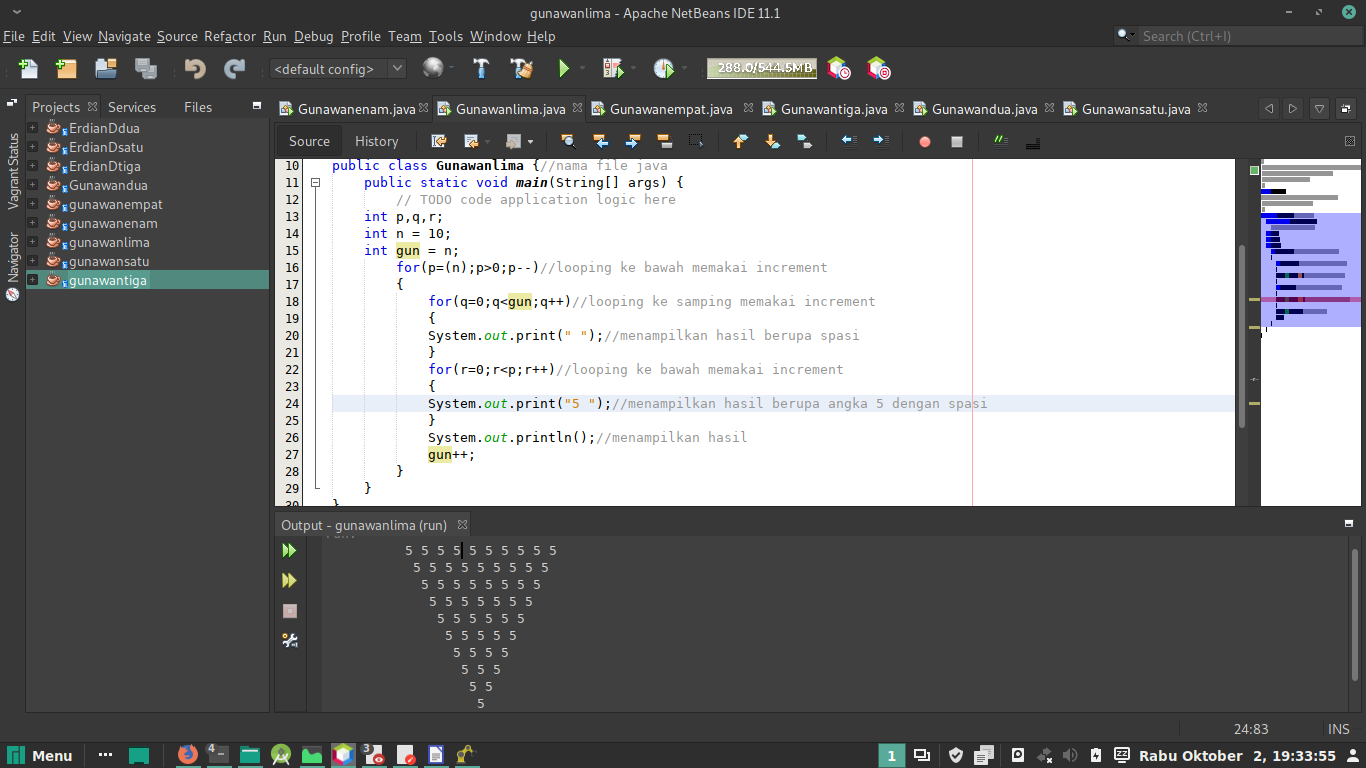 gunawanlima - Apache NetBeans IDE 11.1
File Edit View Navigate Source Refactor Run Debug Profile Team Tools Window Help
Search (Ctrl+I)
<default config>
288.0/544.5MB
Projects Services Files
Gunawanenam.java Gunawanlima.java Gunawanempat.java Gunawantiga.java Gunawandua.java Gunawansatu.java
Source History
Vagrant Status
Navigator
ErdianDdua
ErdianDsatu
ErdianDtiga
Gunawandua
gunawanempat
gunawanenam
gunawanlima
gunawansatu
gunawantiga
10 public class Gunawanlima {//nama file java
11 public static void main(String[] args) {
12 // TODO code application logic here
13 int p,q,r;
14 int n = 10;
15 int gun = n;
16 for(p=(n);p>0;p--)//looping ke bawah memakai increment
17 {
18 for(q=0;q<gun;q++)//looping ke samping memakai increment
19 {
20 System.out.print(" ");//menampilkan hasil berupa spasi
21 }
22 for(r=0;r<p;r++)//looping ke bawah memakai increment
23 {
24 System.out.print("5 ");//menampilkan hasil berupa angka 5 dengan spasi
25 }
26 System.out.println();//menampilkan hasil
27 gun++;
28 }
29 }
30 }
Output - gunawanlima (run)
5 5 5 5 5 5 5 5 5 5
5 5 5 5 5 5 5 5 5
5 5 5 5 5 5 5 5
5 5 5 5 5 5 5
5 5 5 5 5 5
5 5 5 5 5
5 5 5 5
5 5 5
5 5
5
24:83 INS
Menu 4 3 1 Rabu Oktober 2, 19:33:55